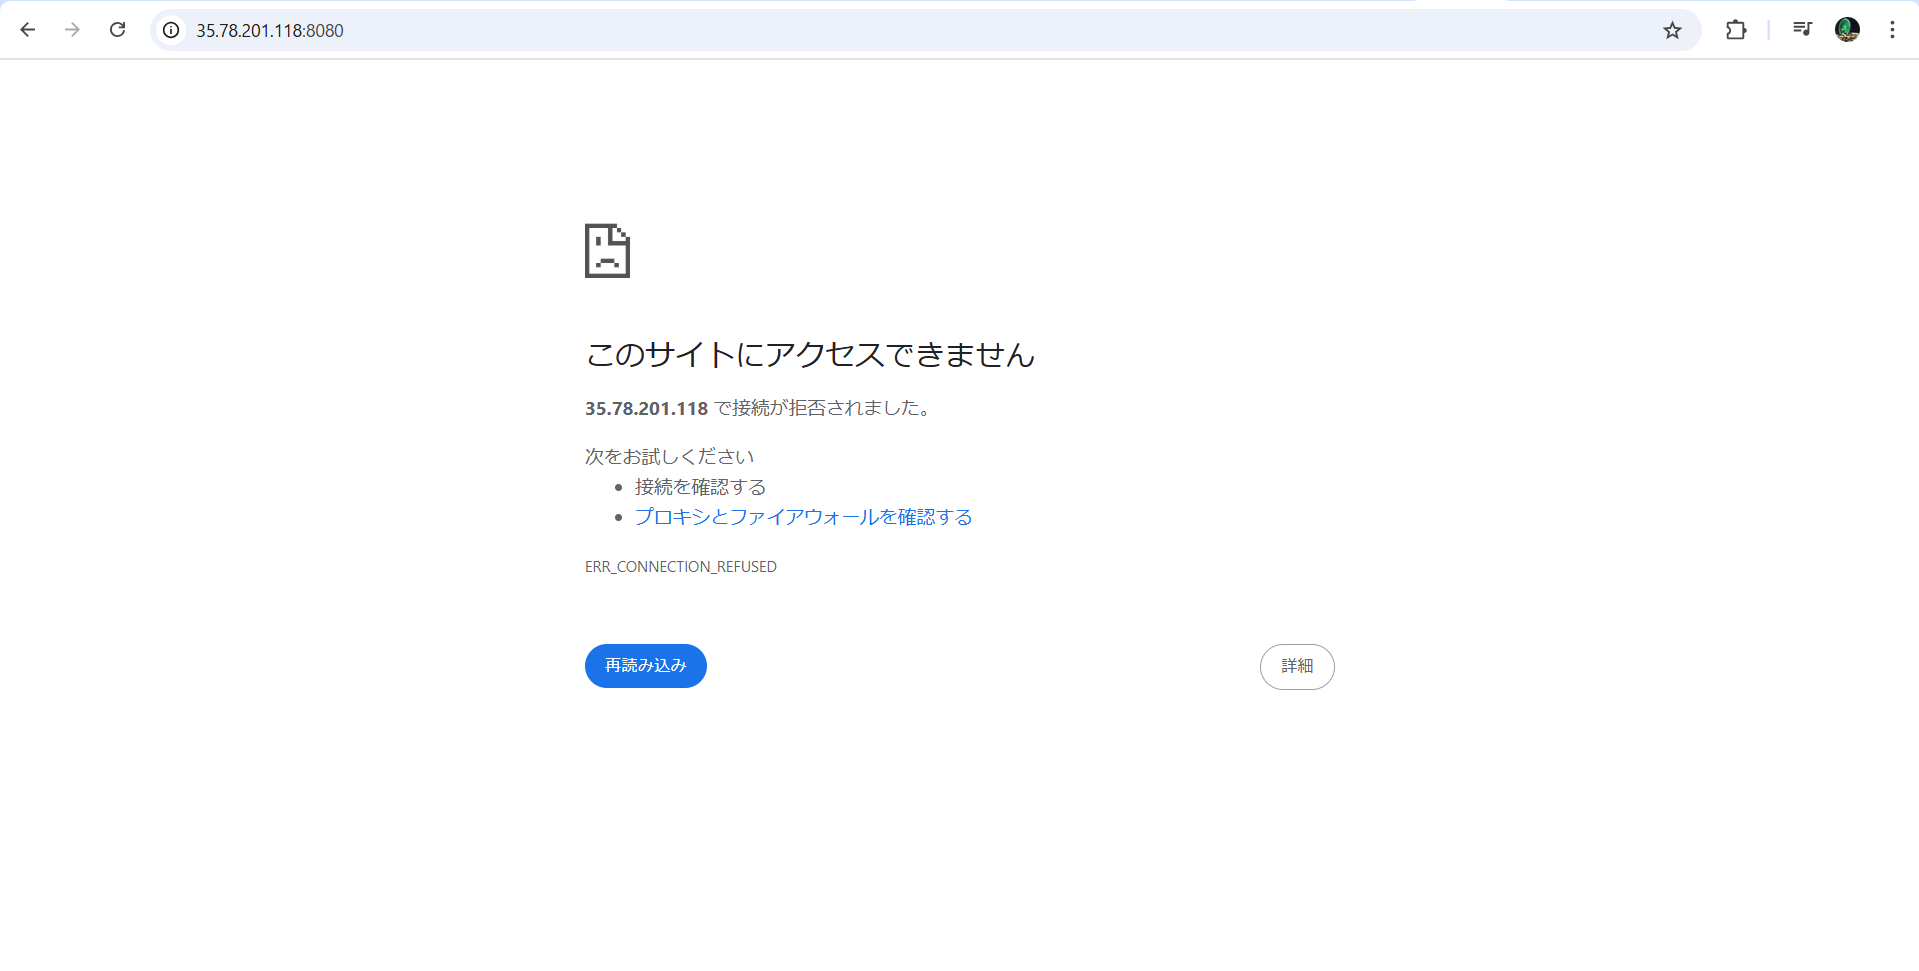 35.78.201.118:8080
このサイトにアクセスできません
35.78.201.118 で接続が拒否されました。
次をお試しください
接続を確認する
プロキシとファイアウォールを確認する
ERR_CONNECTION_REFUSED
再読み込み
詳細